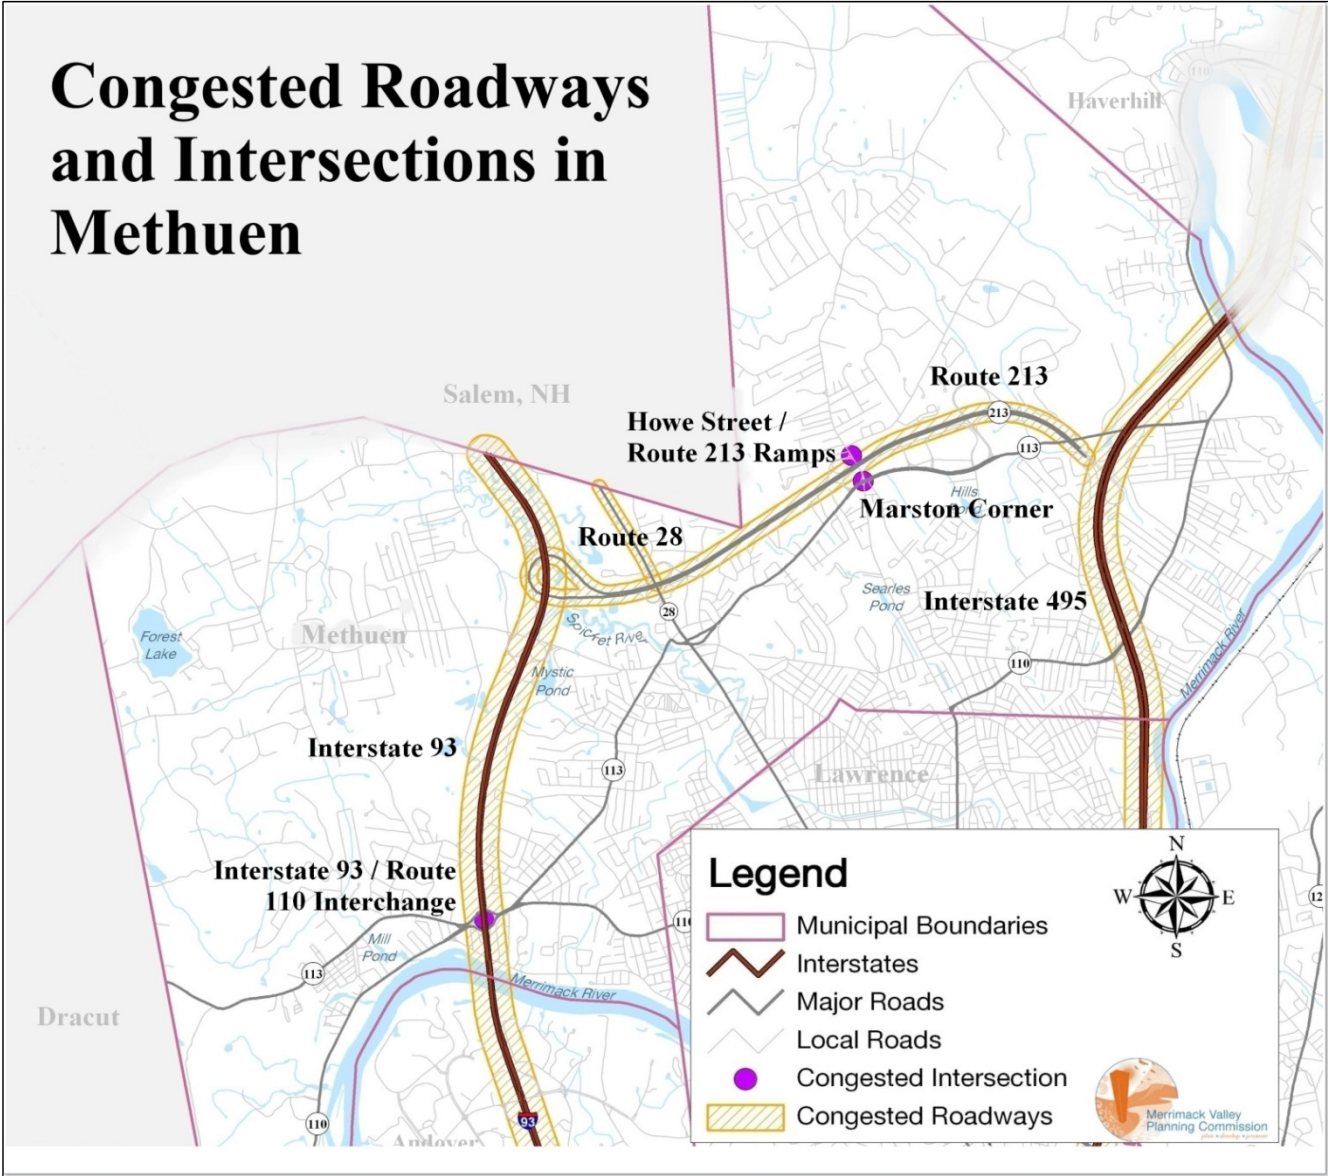 Congested Roadways
and Intersections in
Methuen
110
Haverhill
Salem, NH
Route 213
213
Howe Street /
Route 213 Ramps
113
Hills
Marston Corner
Route 28
Searles
Pond
Interstate 495
28
Spicket
Forest
Lake
Methuen
Mystic
Pond
110
Merrimack River
Interstate 93
113
Lawrence
Interstate 93 / Route
110 Interchange
Mill
Pond
113
Merrimack River
Dracut
110
Andover
93
Legend
Municipal Boundaries
Interstates
Major Roads
Local Roads
Congested Intersection
Congested Roadways
N
W
E
S
Merrimack Valley
Planning Commission